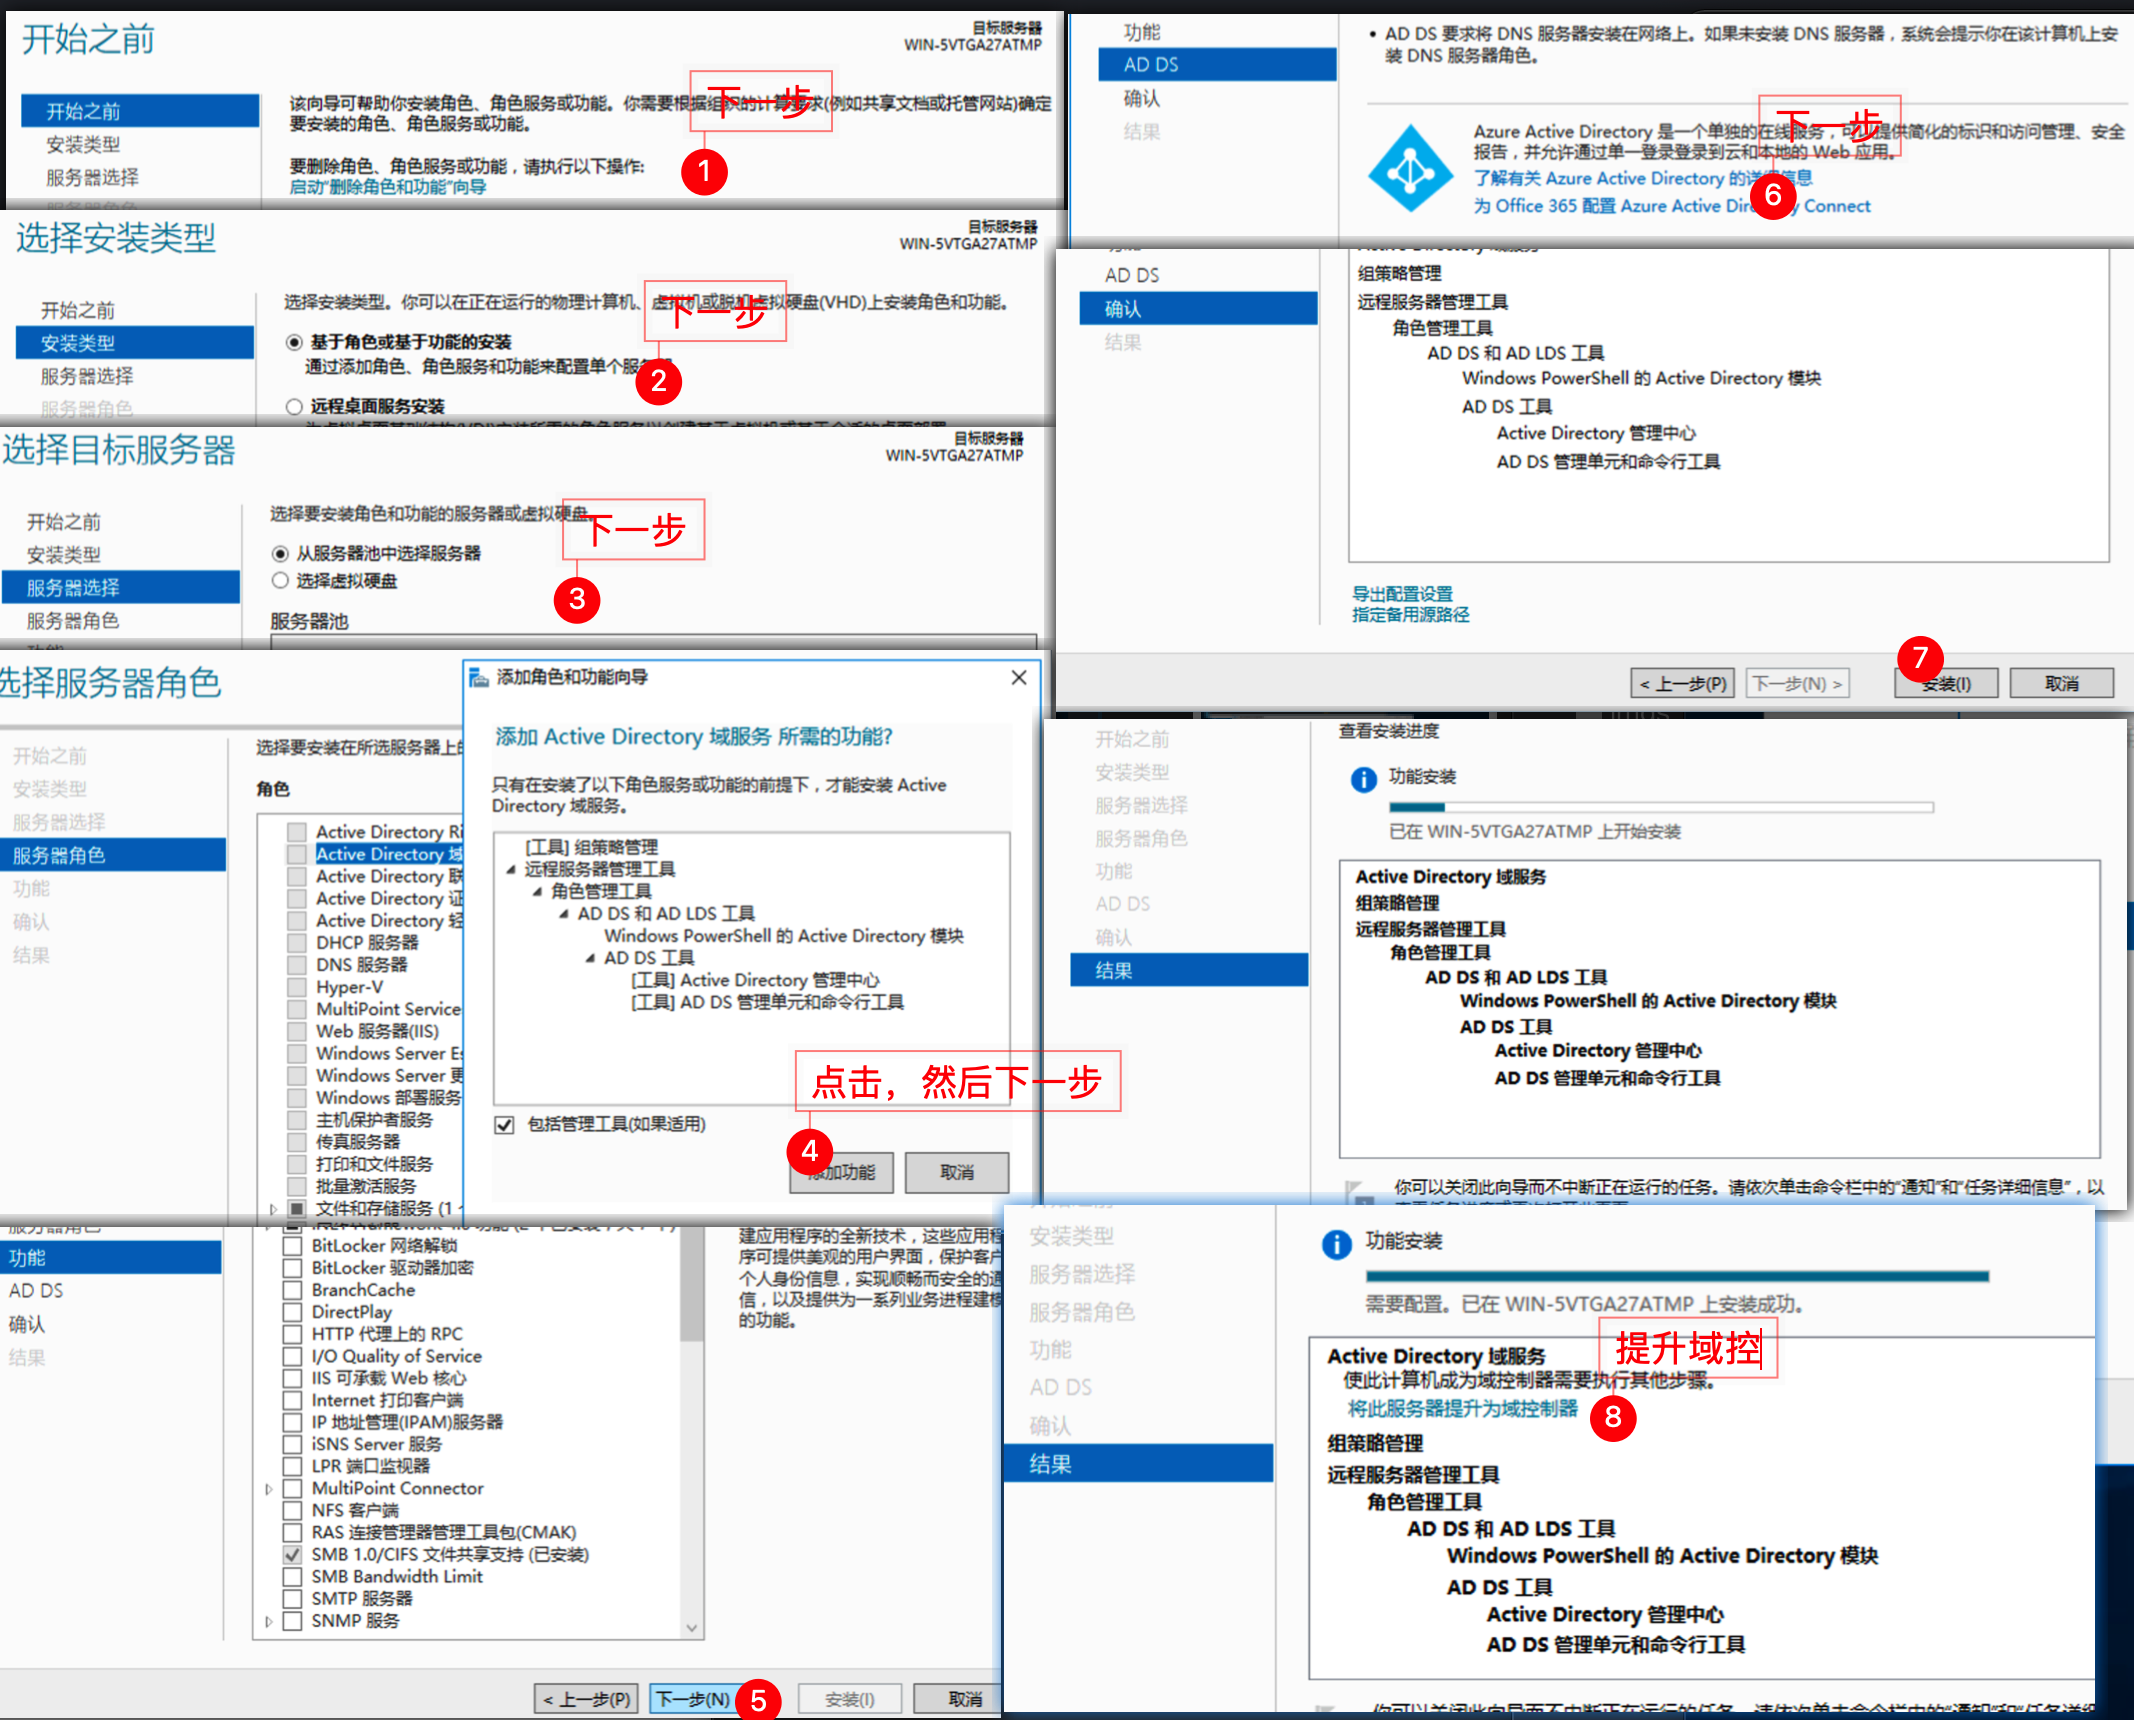 开始之前
目标服务器
WIN-5VTGA27ATMP
开始之前
安装类型
服务器选择
该向导可帮助你安装角色、角色服务或功能。你需要根据组织的计算要求(例如共享文档或托管网站)确定
要安装的角色、角色服务或功能。
要删除角色、角色服务或功能，请执行以下操作:
启动“删除角色和功能”向导
下一步
1
选择安装类型
目标服务器
WIN-5VTGA27ATMP
开始之前
安装类型
服务器选择
服务器角色
选择安装类型。你可以在正在运行的物理计算机、虚拟机或脱机虚拟硬盘(VHD)上安装角色和功能。
基于角色或基于功能的安装
通过添加角色、角色服务和功能来配置单个服务器
远程桌面服务安装
下一步
2
选择目标服务器
目标服务器
WIN-5VTGA27ATMP
开始之前
安装类型
服务器选择
服务器角色
选择要安装角色和功能的服务器或虚拟硬盘。
从服务器池中选择服务器
选择虚拟硬盘
服务器池
下一步
3
选择服务器角色
开始之前
安装类型
服务器选择
服务器角色
功能
确认
结果
选择要安装在所选服务器上的
角色
Active Directory Ri
Active Directory 域
Active Directory 联
Active Directory 证
Active Directory 轻
DHCP 服务器
DNS 服务器
Hyper-V
MultiPoint Service
Web 服务器(IIS)
Windows Server Es
Windows Server 更
Windows 部署服务
主机保护者服务
传真服务器
打印和文件服务
批量激活服务
文件和存储服务 (1
添加角色和功能向导
添加 Active Directory 域服务 所需的功能?
只有在安装了以下角色服务或功能的前提下，才能安装 Active
Directory 域服务。
[工具] 组策略管理
远程服务器管理工具
角色管理工具
AD DS 和 AD LDS 工具
Windows PowerShell 的 Active Directory 模块
AD DS 工具
[工具] Active Directory 管理中心
[工具] AD DS 管理单元和命令行工具
包括管理工具(如果适用)
添加功能
取消
点击，然后下一步
4
服务器角色
功能
AD DS
确认
结果
BitLocker 网络解锁
BitLocker 驱动器加密
BranchCache
DirectPlay
HTTP 代理上的 RPC
I/O Quality of Service
IIS 可承载 Web 核心
Internet 打印客户端
IP 地址管理(IPAM)服务器
iSNS Server 服务
LPR 端口监视器
MultiPoint Connector
NFS 客户端
RAS 连接管理器管理工具包(CMAK)
SMB 1.0/CIFS 文件共享支持 (已安装)
SMB Bandwidth Limit
SMTP 服务器
SNMP 服务
建应用程序的全新技术，这些应用程
序可提供美观的用户界面，保护客户
个人身份信息，实现顺畅而安全的通
信，以及提供为一系列业务进程建模
的功能。
< 上一步(P)
下一步(N)
5
安装(I)
取消
功能
AD DS
确认
结果
• AD DS 要求将 DNS 服务器安装在网络上。如果未安装 DNS 服务器，系统会提示你在该计算机上安
装 DNS 服务器角色。
Azure Active Directory 是一个单独的在线服务，可以提供简化的标识和访问管理、安全
报告，并允许通过单一登录登录到云和本地的 Web 应用。
了解有关 Azure Active Directory 的详细信息
为 Office 365 配置 Azure Active Directory Connect
下一步
6
AD DS
确认
结果
组策略管理
远程服务器管理工具
角色管理工具
AD DS 和 AD LDS 工具
Windows PowerShell 的 Active Directory 模块
AD DS 工具
Active Directory 管理中心
AD DS 管理单元和命令行工具
导出配置设置
指定备用源路径
7
< 上一步(P)
下一步(N) >
安装(I)
取消
开始之前
安装类型
服务器选择
服务器角色
功能
AD DS
确认
结果
查看安装进度
功能安装
已在 WIN-5VTGA27ATMP 上开始安装
Active Directory 域服务
组策略管理
远程服务器管理工具
角色管理工具
AD DS 和 AD LDS 工具
Windows PowerShell 的 Active Directory 模块
AD DS 工具
Active Directory 管理中心
AD DS 管理单元和命令行工具
你可以关闭此向导而不中断正在运行的任务。请依次单击命令栏中的“通知”和“任务详细信息”，以
安装类型
服务器选择
服务器角色
功能
AD DS
确认
结果
功能安装
需要配置。已在 WIN-5VTGA27ATMP 上安装成功。
提升域控
Active Directory 域服务
使此计算机成为域控制器需要执行其他步骤。
将此服务器提升为域控制器
8
组策略管理
远程服务器管理工具
角色管理工具
AD DS 和 AD LDS 工具
Windows PowerShell 的 Active Directory 模块
AD DS 工具
Active Directory 管理中心
AD DS 管理单元和命令行工具
你可以关闭此向导而不中断正在运行的任务。请依次单击命令栏中的“通知”和“任务详细